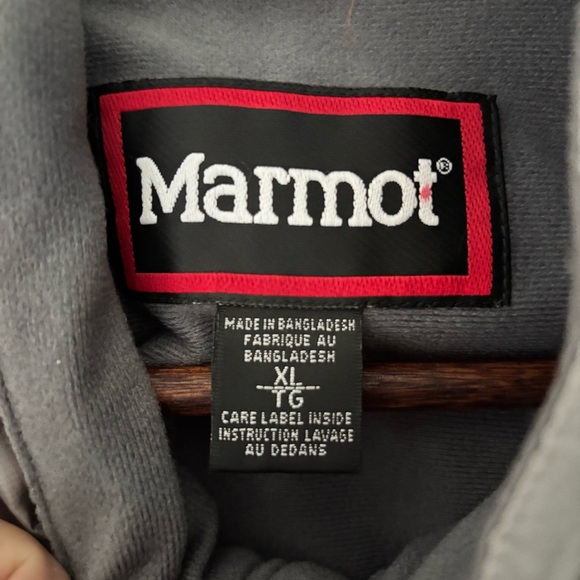 Marmot®
MADE IN BANGLADESH
FABRIQUE AU
BANGLADESH
XL
TG
CARE LABEL INSIDE
INSTRUCTION LAVAGE
AU DEDANS